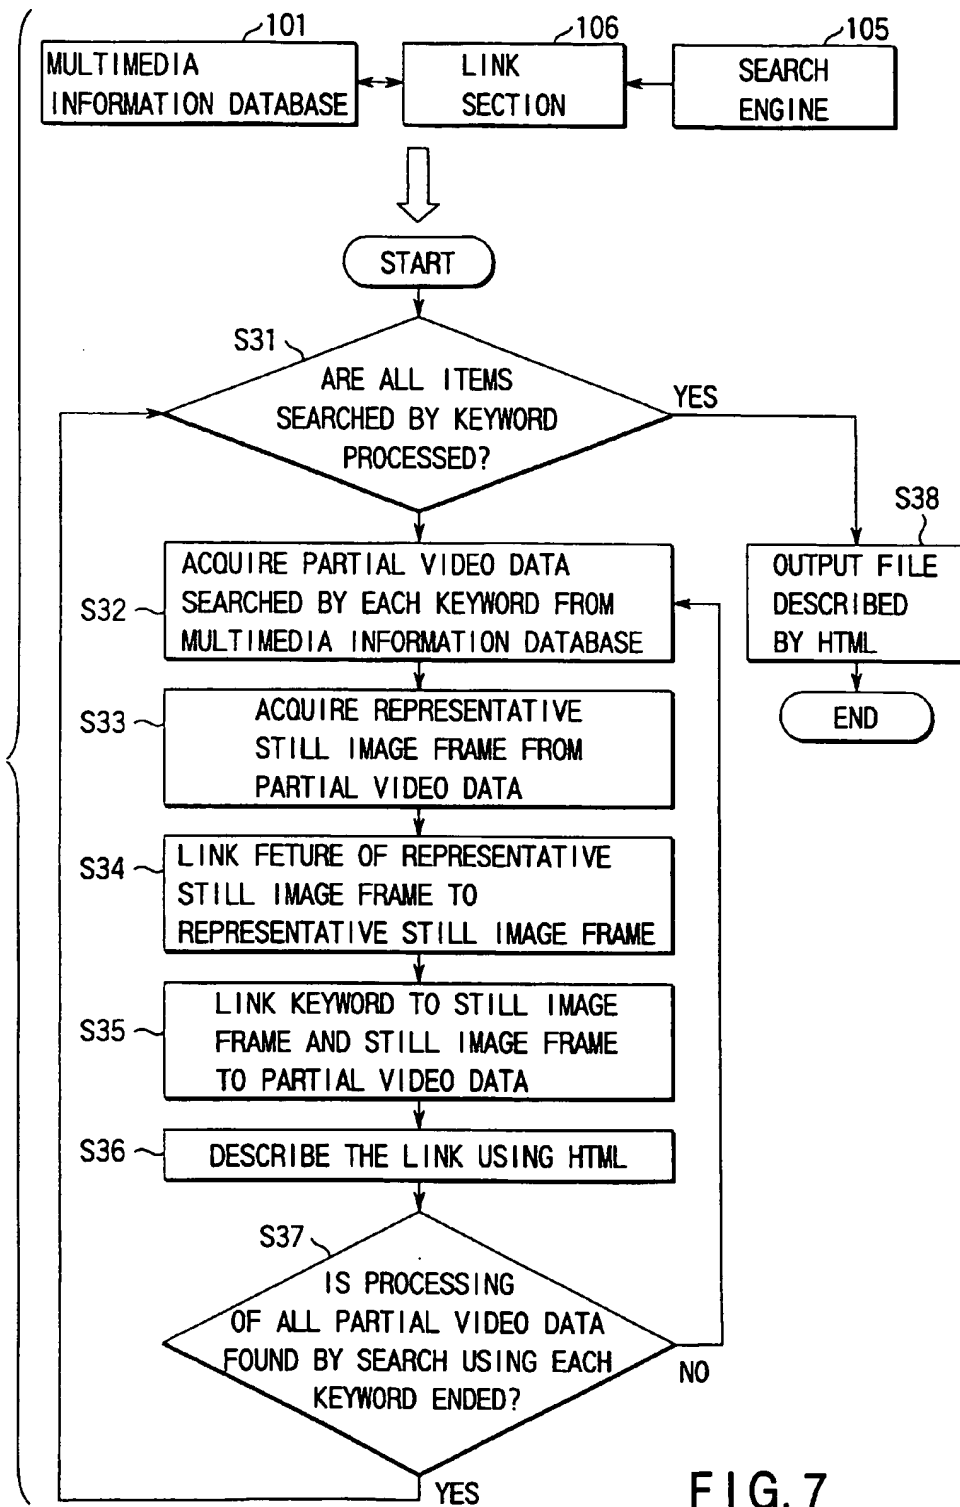 101
MULTIMEDIA
INFORMATION DATABASE
106
LINK
SECTION
105
SEARCH
ENGINE
START
S31
ARE ALL ITEMS
SEARCHED BY KEYWORD
PROCESSED?
YES
S38
OUTPUT FILE
DESCRIBED
BY HTML
END
S32
ACQUIRE PARTIAL VIDEO DATA
SEARCHED BY EACH KEYWORD FROM
MULTIMEDIA INFORMATION DATABASE
S33
ACQUIRE REPRESENTATIVE
STILL IMAGE FRAME FROM
PARTIAL VIDEO DATA
S34
LINK FETURE OF REPRESENTATIVE
STILL IMAGE FRAME TO
REPRESENTATIVE STILL IMAGE FRAME
S35
LINK KEYWORD TO STILL IMAGE
FRAME AND STILL IMAGE FRAME
TO PARTIAL VIDEO DATA
S36
DESCRIBE THE LINK USING HTML
S37
IS PROCESSING
OF ALL PARTIAL VIDEO DATA
FOUND BY SEARCH USING EACH
KEYWORD ENDED?
NO
YES
FIG. 7